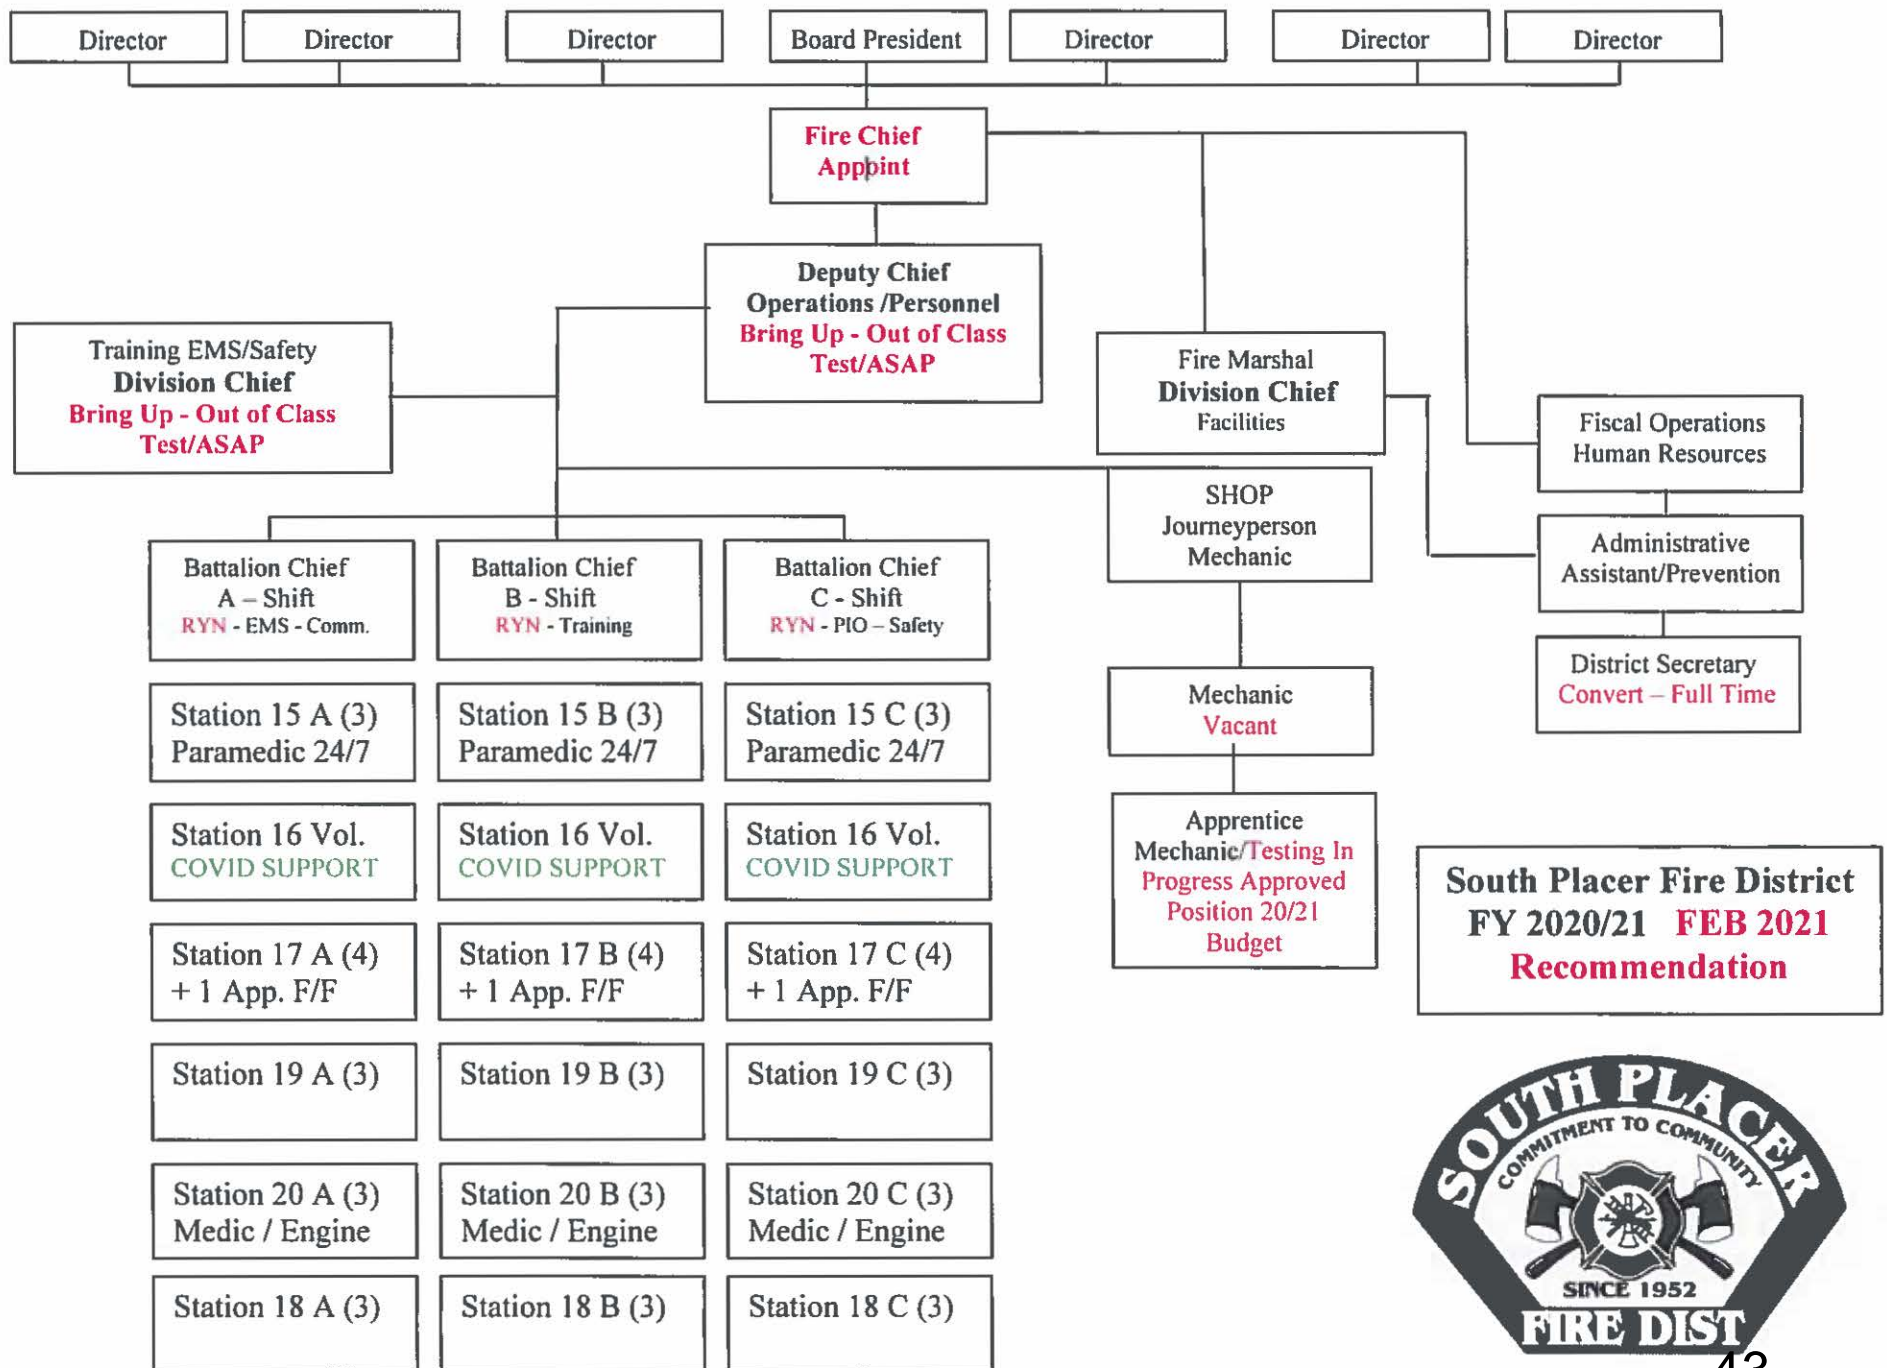 Director
Director
Director
Board President
Director
Director
Director
Fire Chief
Apppint
Deputy Chief
Operations /Personnel
Bring Up - Out of Class
Test/ASAP
Training EMS/Safety
Division Chief
Bring Up - Out of Class
Test/ASAP
Fire Marshal
Division Chief
Facilities
Fiscal Operations
Human Resources
SHOP
Journeyperson
Mechanic
Administrative
Assistant/Prevention
Battalion Chief
A – Shift
RYN - EMS - Comm.
Battalion Chief
B - Shift
RYN - Training
Battalion Chief
C - Shift
RYN - PIO – Safety
District Secretary
Convert – Full Time
Mechanic
Vacant
Station 15 A (3)
Paramedic 24/7
Station 15 B (3)
Paramedic 24/7
Station 15 C (3)
Paramedic 24/7
Station 16 Vol.
COVID SUPPORT
Station 16 Vol.
COVID SUPPORT
Station 16 Vol.
COVID SUPPORT
Apprentice
Mechanic/Testing In
Progress Approved
Position 20/21
Budget
South Placer Fire District
FY 2020/21 FEB 2021
Recommendation
Station 17 A (4)
+ 1 App. F/F
Station 17 B (4)
+ 1 App. F/F
Station 17 C (4)
+ 1 App. F/F
Station 19 A (3)
Station 19 B (3)
Station 19 C (3)
Station 20 A (3)
Medic / Engine
Station 20 B (3)
Medic / Engine
Station 20 C (3)
Medic / Engine
Station 18 A (3)
Station 18 B (3)
Station 18 C (3)
SOUTH PLACER
COMMITMENT TO COMMUNITY
SINCE 1952
FIRE DIST
43